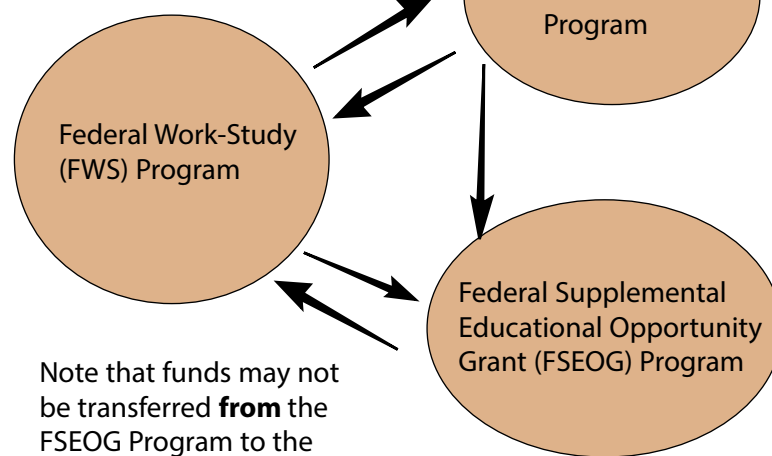 Program
Federal Work-Study
(FWS) Program
Federal Supplemental
Educational Opportunity
Grant (FSEOG) Program
Note that funds may not
be transferred from the
FSEOG Program to the